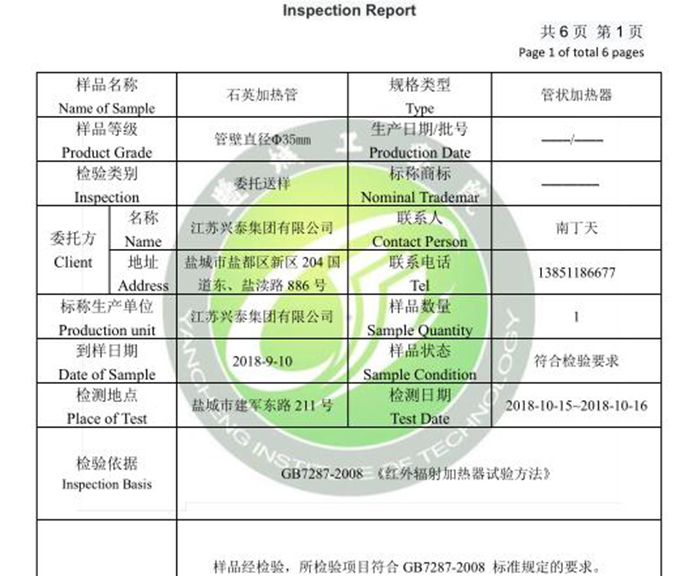 Inspection Report
共 6 页 第 1 页
Page 1 of total 6 pages
样品名称
Name of Sample
石英加热管
规格类型
Type
管状加热器
样品等级
Product Grade
管壁直径Φ35mm
生产日期/批号
Production Date
——/——
检验类别
Inspection
委托送样
标称商标
Nominal Trademar
————
委托方
Client
名称
Name
江苏兴泰集团有限公司
联系人
Contact Person
南丁天
地址
Address
盐城市盐都区新区 204 国
道东、盐渎路 886 号
联系电话
Tel
13851186677
标称生产单位
Production unit
江苏兴泰集团有限公司
样品数量
Sample Quantity
1
到样日期
Date of Sample
2018-9-10
样品状态
Sample Condition
符合检验要求
检测地点
Place of Test
盐城市建军东路 211 号
检测日期
Test Date
2018-10-15~2018-10-16
检验依据
Inspection Basis
GB7287-2008 《红外辐射加热器试验方法》
样品经检验，所检验项目符合 GB7287-2008 标准规定的要求。
YANCHENG INSTITUTE OF TECHNOLOGY